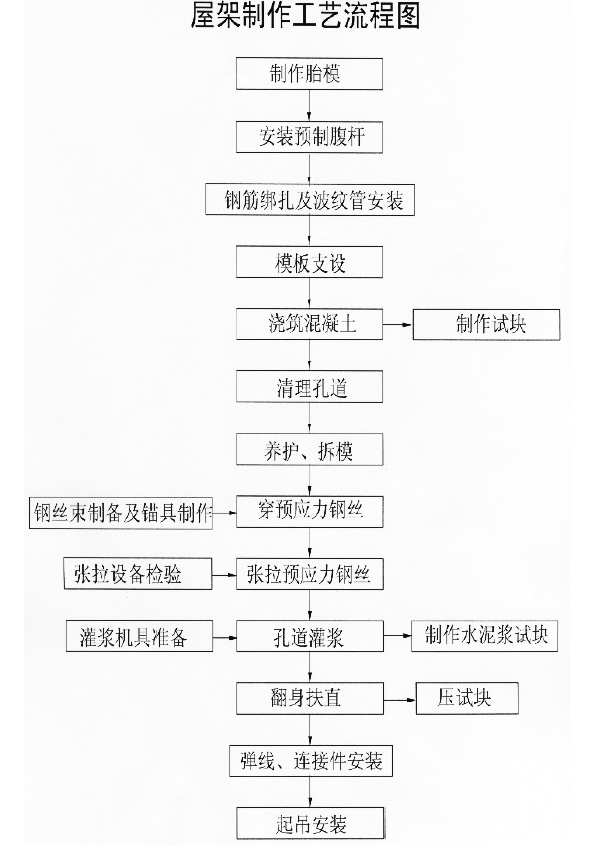 屋架制作工艺流程图
制作胎模
安装预制腹杆
钢筋绑扎及波纹管安装
模板支设
浇筑混凝土
制作试块
清理孔道
养护、拆模
钢丝束制备及锚具制作
穿预应力钢丝
张拉设备检验
张拉预应力钢丝
灌浆机具准备
孔道灌浆
制作水泥浆试块
翻身扶直
压试块
弹线、连接件安装
起吊安装